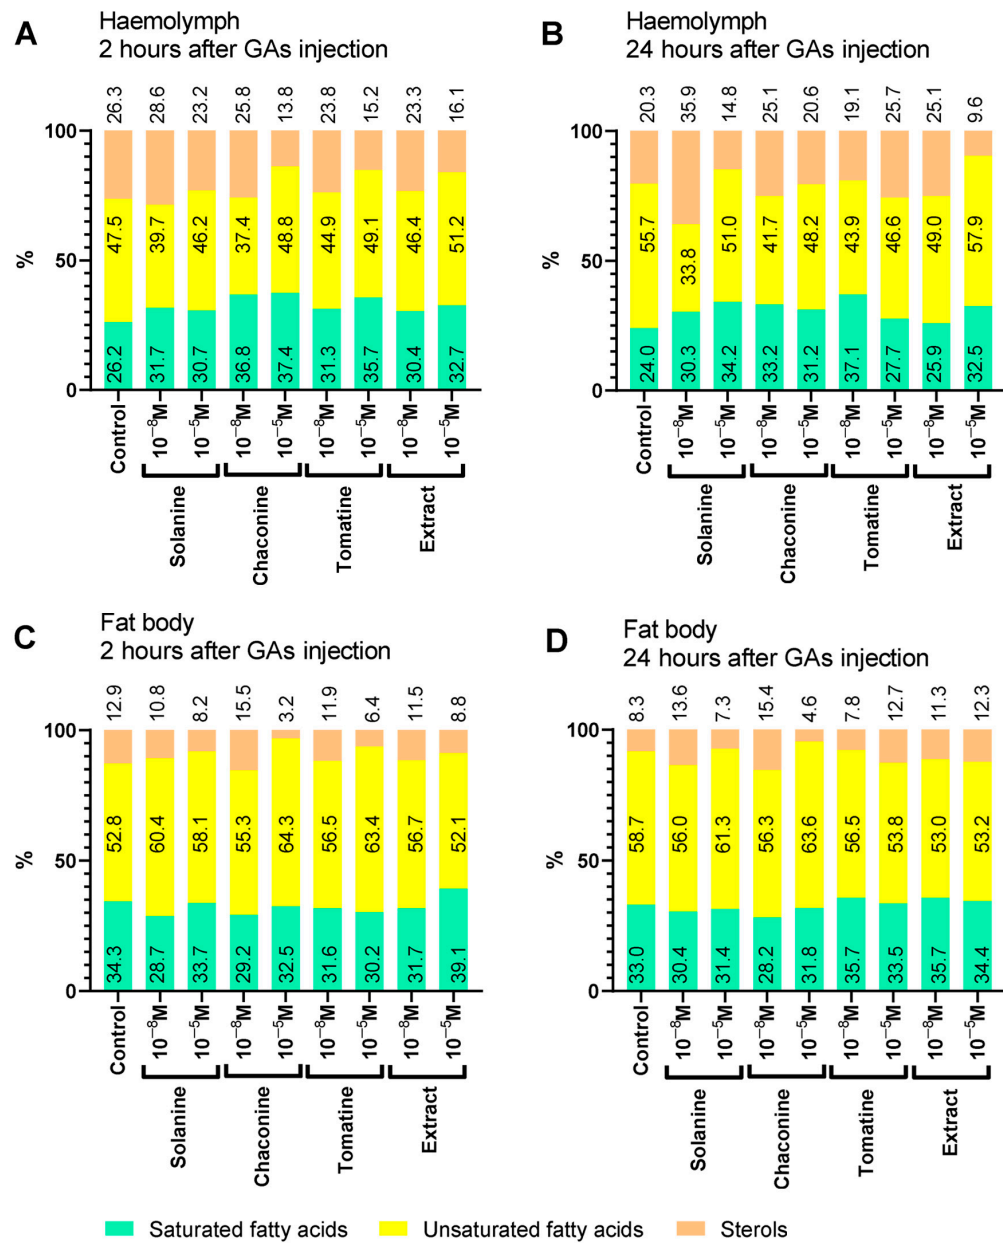 A
Haemolymph
2 hours after GAs injection
26.3 28.6 23.2 25.8 13.8 23.8 15.2 23.3 16.1
100
50
0
%
47.5 39.7 46.2 37.4 48.8 44.9 49.1 46.4 51.2
26.2 31.7 30.7 36.8 37.4 31.3 35.7 30.4 32.7
Control 10⁻⁸M 10⁻⁵M 10⁻⁸M 10⁻⁵M 10⁻⁸M 10⁻⁵M 10⁻⁸M 10⁻⁵M
Solanine Chaconine Tomatine Extract
B
Haemolymph
24 hours after GAs injection
20.3 35.9 14.8 25.1 20.6 19.1 25.7 25.1 9.6
100
50
0
%
55.7 33.8 51.0 41.7 48.2 43.9 46.6 49.0 57.9
24.0 30.3 34.2 33.2 31.2 37.1 27.7 25.9 32.5
Control 10⁻⁸M 10⁻⁵M 10⁻⁸M 10⁻⁵M 10⁻⁸M 10⁻⁵M 10⁻⁸M 10⁻⁵M
Solanine Chaconine Tomatine Extract
C
Fat body
2 hours after GAs injection
12.9 10.8 8.2 15.5 3.2 11.9 6.4 11.5 8.8
100
50
0
%
52.8 60.4 58.1 55.3 64.3 56.5 63.4 56.7 52.1
34.3 28.7 33.7 29.2 32.5 31.6 30.2 31.7 39.1
Control 10⁻⁸M 10⁻⁵M 10⁻⁸M 10⁻⁵M 10⁻⁸M 10⁻⁵M 10⁻⁸M 10⁻⁵M
Solanine Chaconine Tomatine Extract
D
Fat body
24 hours after GAs injection
8.3 13.6 7.3 15.4 4.6 7.8 12.7 11.3 12.3
100
50
0
%
58.7 56.0 61.3 56.3 63.6 56.5 53.8 53.0 53.2
33.0 30.4 31.4 28.2 31.8 35.7 33.5 35.7 34.4
Control 10⁻⁸M 10⁻⁵M 10⁻⁸M 10⁻⁵M 10⁻⁸M 10⁻⁵M 10⁻⁸M 10⁻⁵M
Solanine Chaconine Tomatine Extract
Saturated fatty acids Unsaturated fatty acids Sterols